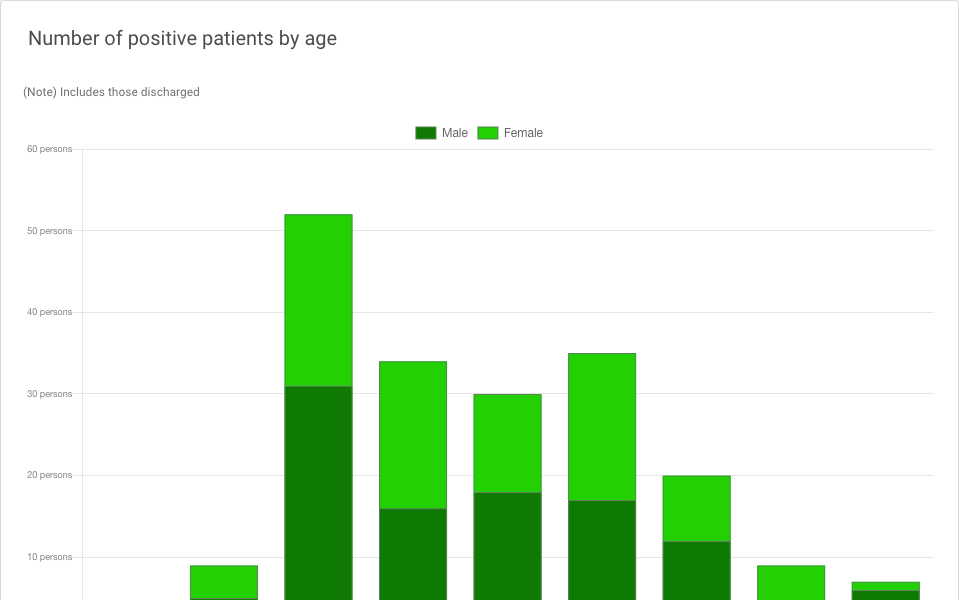 Number of positive patients by age
(Note) Includes those discharged
Male Female
60 persons
50 persons
40 persons
30 persons
20 persons
10 persons